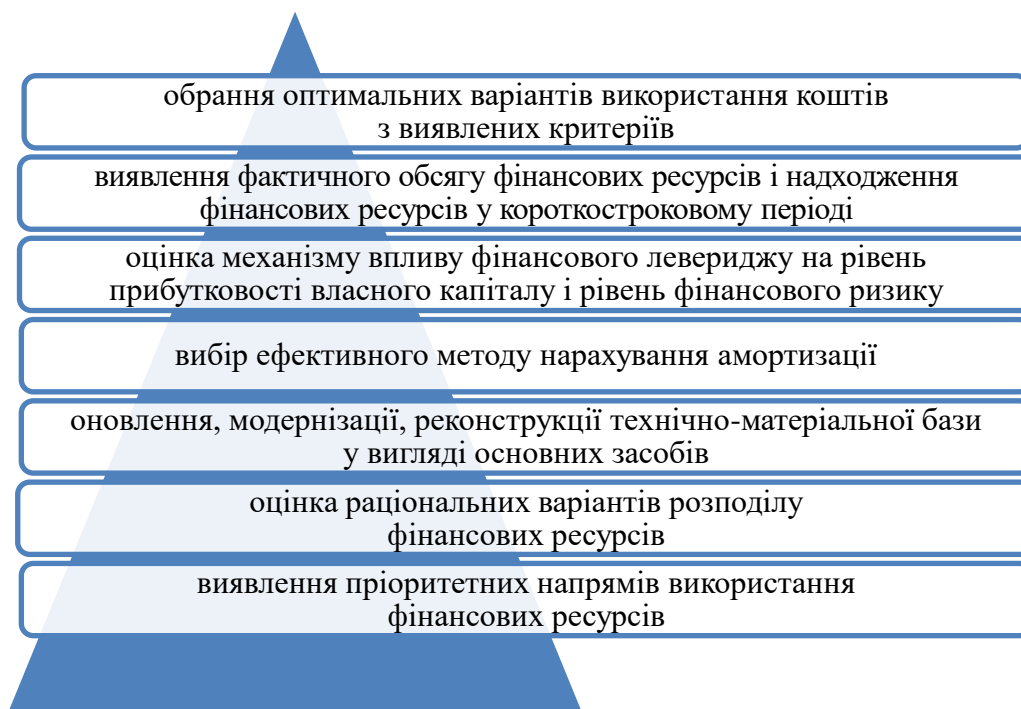 обрання оптимальних варіантів використання коштів
з виявлених критеріїв
виявлення фактичного обсягу фінансових ресурсів і надходження
фінансових ресурсів у короткостроковому періоді
оцінка механізму впливу фінансового левериджу на рівень
прибутковості власного капіталу і рівень фінансового ризику
вибір ефективного методу нарахування амортизації
оновлення, модернізації, реконструкції технічно-матеріальної бази
у вигляді основних засобів
оцінка раціональних варіантів розподілу
фінансових ресурсів
виявлення пріоритетних напрямів використання
фінансових ресурсів